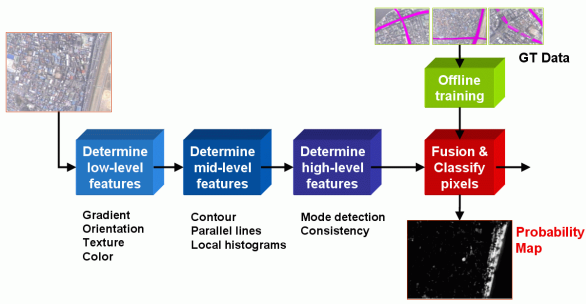 GT Data
Offline
training
Determine
low-level
features
Determine
mid-level
features
Determine
high-level
features
Fusion &
Classify
pixels
Gradient
Orientation
Texture
Color
Contour
Parallel lines
Local histograms
Mode detection
Consistency
Probability
Map